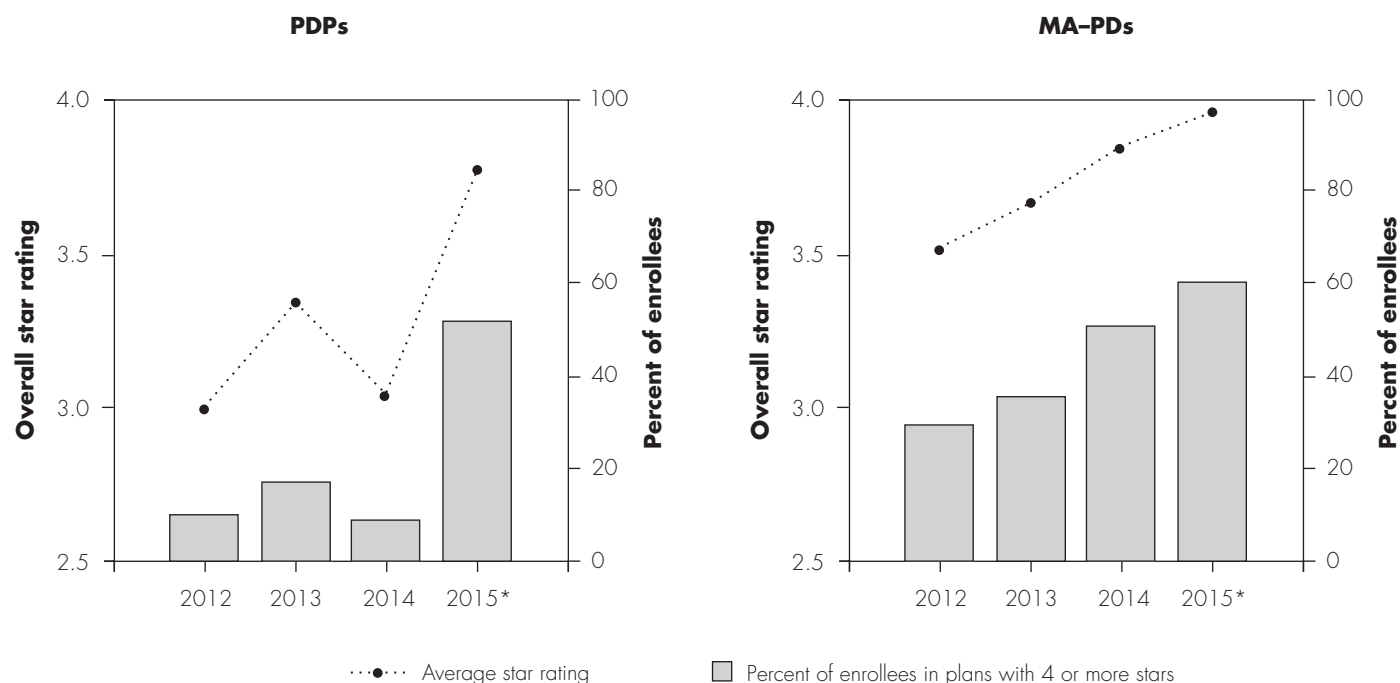 PDPs
Overall star rating
4.0
3.5
3.0
2.5
100
80
60
40
20
0
Percent of enrollees
2012 2013 2014 2015*
MA–PDs
Overall star rating
4.0
3.5
3.0
2.5
100
80
60
40
20
0
Percent of enrollees
2012 2013 2014 2015*
Average star rating
Percent of enrollees in plans with 4 or more stars